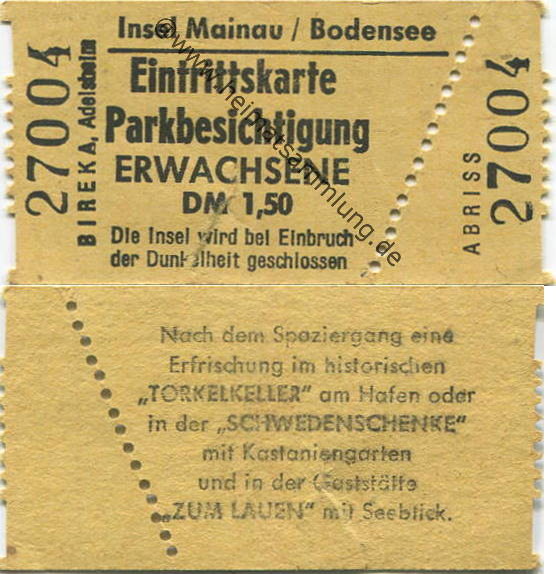 Insel Mainau / Bodensee
Eintrittskarte
Parkbesichtigung
ERWACHSENE
DM 1,50
Die Insel wird bei Einbruch
der Dunkelheit geschlossen
27004
BIREKA, Adelsheim
ABRISS
27004
@www.heimatsammlung.de
Nach dem Spaziergang eine
Erfrischung im historischen
„TORKELKELLER" am Hafen oder
in der „SCHWEDENSCHENKE"
mit Kastaniengarten
und in der Gaststätte
„ZUM LAUEN" mit Seeblick.